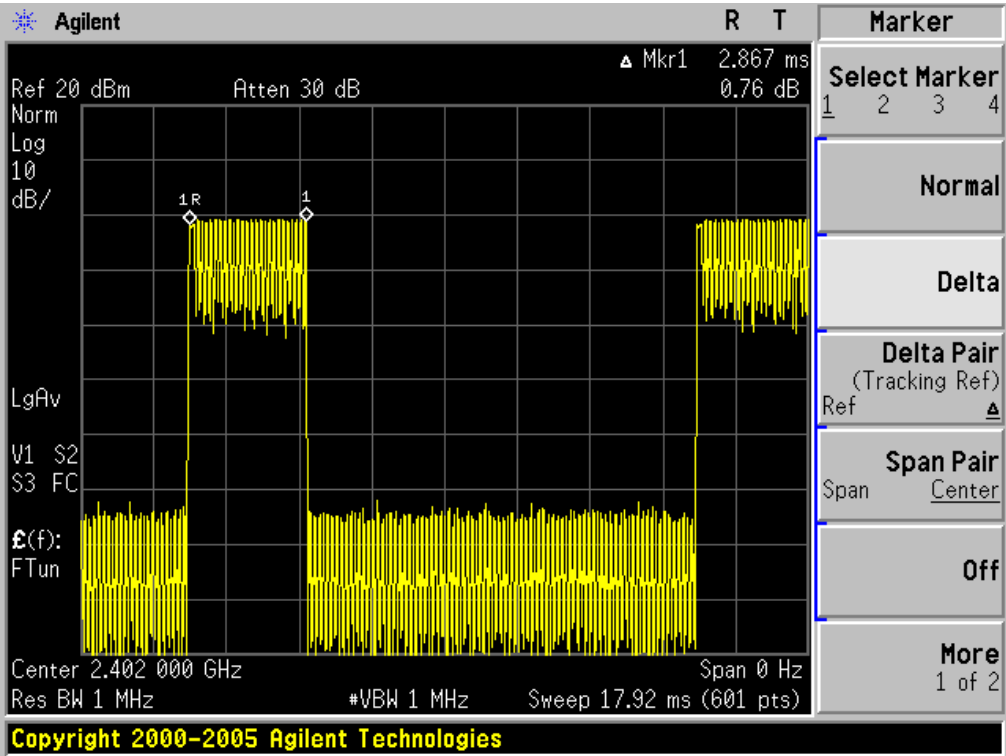 Agilent R T
Δ Mkr1 2.867 ms
Ref 20 dBm Atten 30 dB 0.76 dB
Norm
Log
10
dB/
1R
1
LgAv
V1 S2
S3 FC
£(f):
FTun
Center 2.402 000 GHz Span 0 Hz
Res BW 1 MHz #VBW 1 MHz Sweep 17.92 ms (601 pts)
Copyright 2000-2005 Agilent Technologies
Marker
Select Marker
1 2 3 4
Normal
Delta
Delta Pair
(Tracking Ref)
Ref Δ
Span Pair
Span Center
Off
More
1 of 2